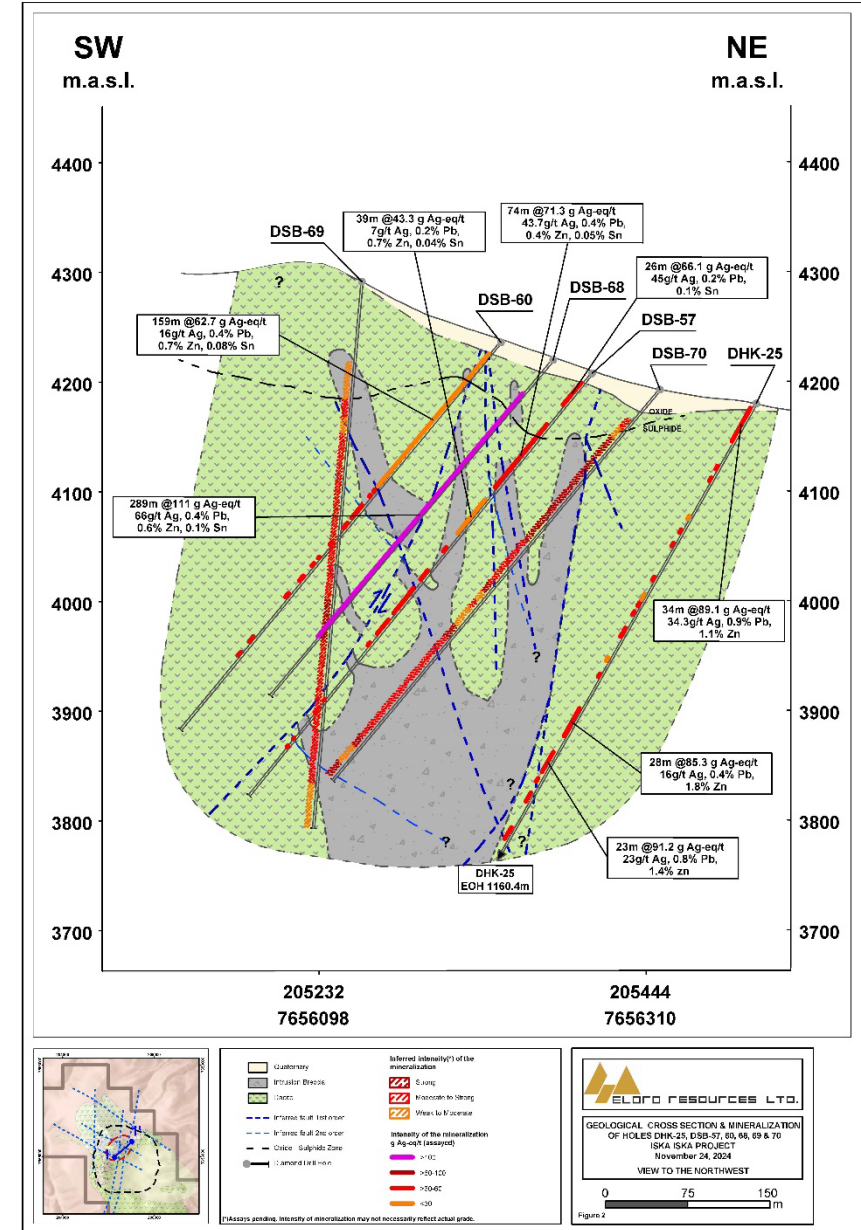 SW
m.a.s.l.
NE
m.a.s.l.
4400
4300
4200
4100
4000
3900
3800
3700
4400
4300
4200
4100
4000
3900
3800
3700
DSB-69
39m @43.3 g Ag-eq/t
7g/t Ag, 0.2% Pb,
0.7% Zn, 0.04% Sn
74m @71.3 g Ag-eq/t
43.7g/t Ag, 0.4% Pb,
0.4% Zn, 0.05% Sn
26m @66.1 g Ag-eq/t
45g/t Ag, 0.2% Pb,
0.1% Sn
DSB-60
DSB-68
DSB-57
DSB-70
DHK-25
159m @62.7 g Ag-eq/t
16g/t Ag, 0.4% Pb,
0.7% Zn, 0.08% Sn
?
OXIDE
SULPHIDE
289m @111 g Ag-eq/t
66g/t Ag, 0.4% Pb,
0.6% Zn, 0.1% Sn
34m @89.1 g Ag-eq/t
34.3g/t Ag, 0.9% Pb,
1.1% Zn
?
28m @85.3 g Ag-eq/t
16g/t Ag, 0.4% Pb,
1.8% Zn
?
?
?
23m @91.2 g Ag-eq/t
23g/t Ag, 0.8% Pb,
1.4% zn
DHK-25
EOH 1160.4m
205232
7656098
205444
7656310
Quaternary
Intrusion Breccia
Dacite
Inferred fault 1st order
Inferred fault 2nd order
Oxide - Sulphide Zone
Diamond Drill Hole
Inferred intensity(*) of the
mineralization
Strong
Moderate to Strong
Weak to Moderate
Intensity of the mineralization
g Ag-eq/t (assayed)
>100
(*)Assays pending. Intensity of mineralization may not necessarily reflect actual grade.
ELORO RESOURCES LTD.
GEOLOGICAL CROSS SECTION & MINERALIZATION
OF HOLES DHK-25, DSB-57, 60, 68, 69 & 70
ISKA ISKA PROJECT
November 24, 2024
VIEW TO THE NORTHWEST
0 75 150
m
Figure 2